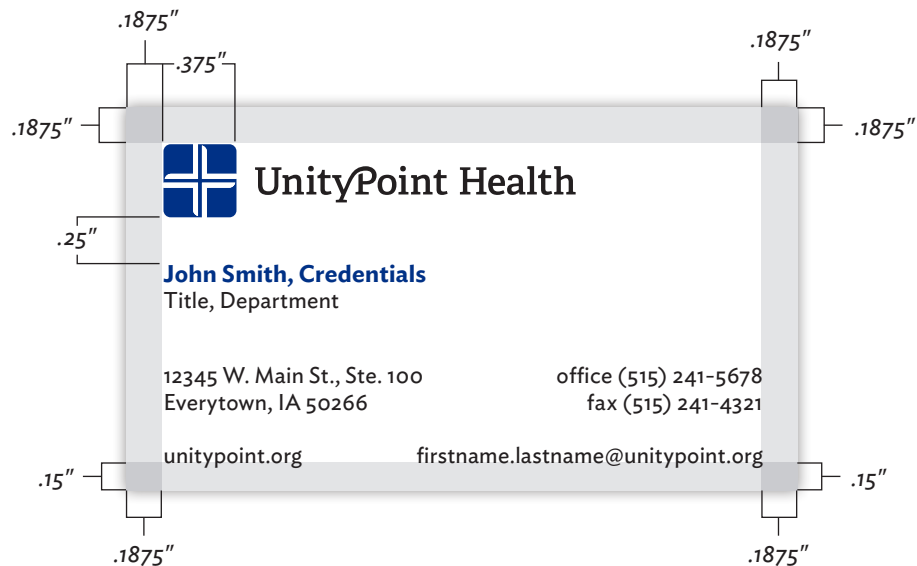 .1875"
.375"
.1875"
.1875"
.1875"
UnityPoint Health
.25"
John Smith, Credentials
Title, Department
12345 W. Main St., Ste. 100
office (515) 241-5678
Everytown, IA 50266
fax (515) 241-4321
unitypoint.org
firstname.lastname@unitypoint.org
.15"
.15"
.1875"
.1875"